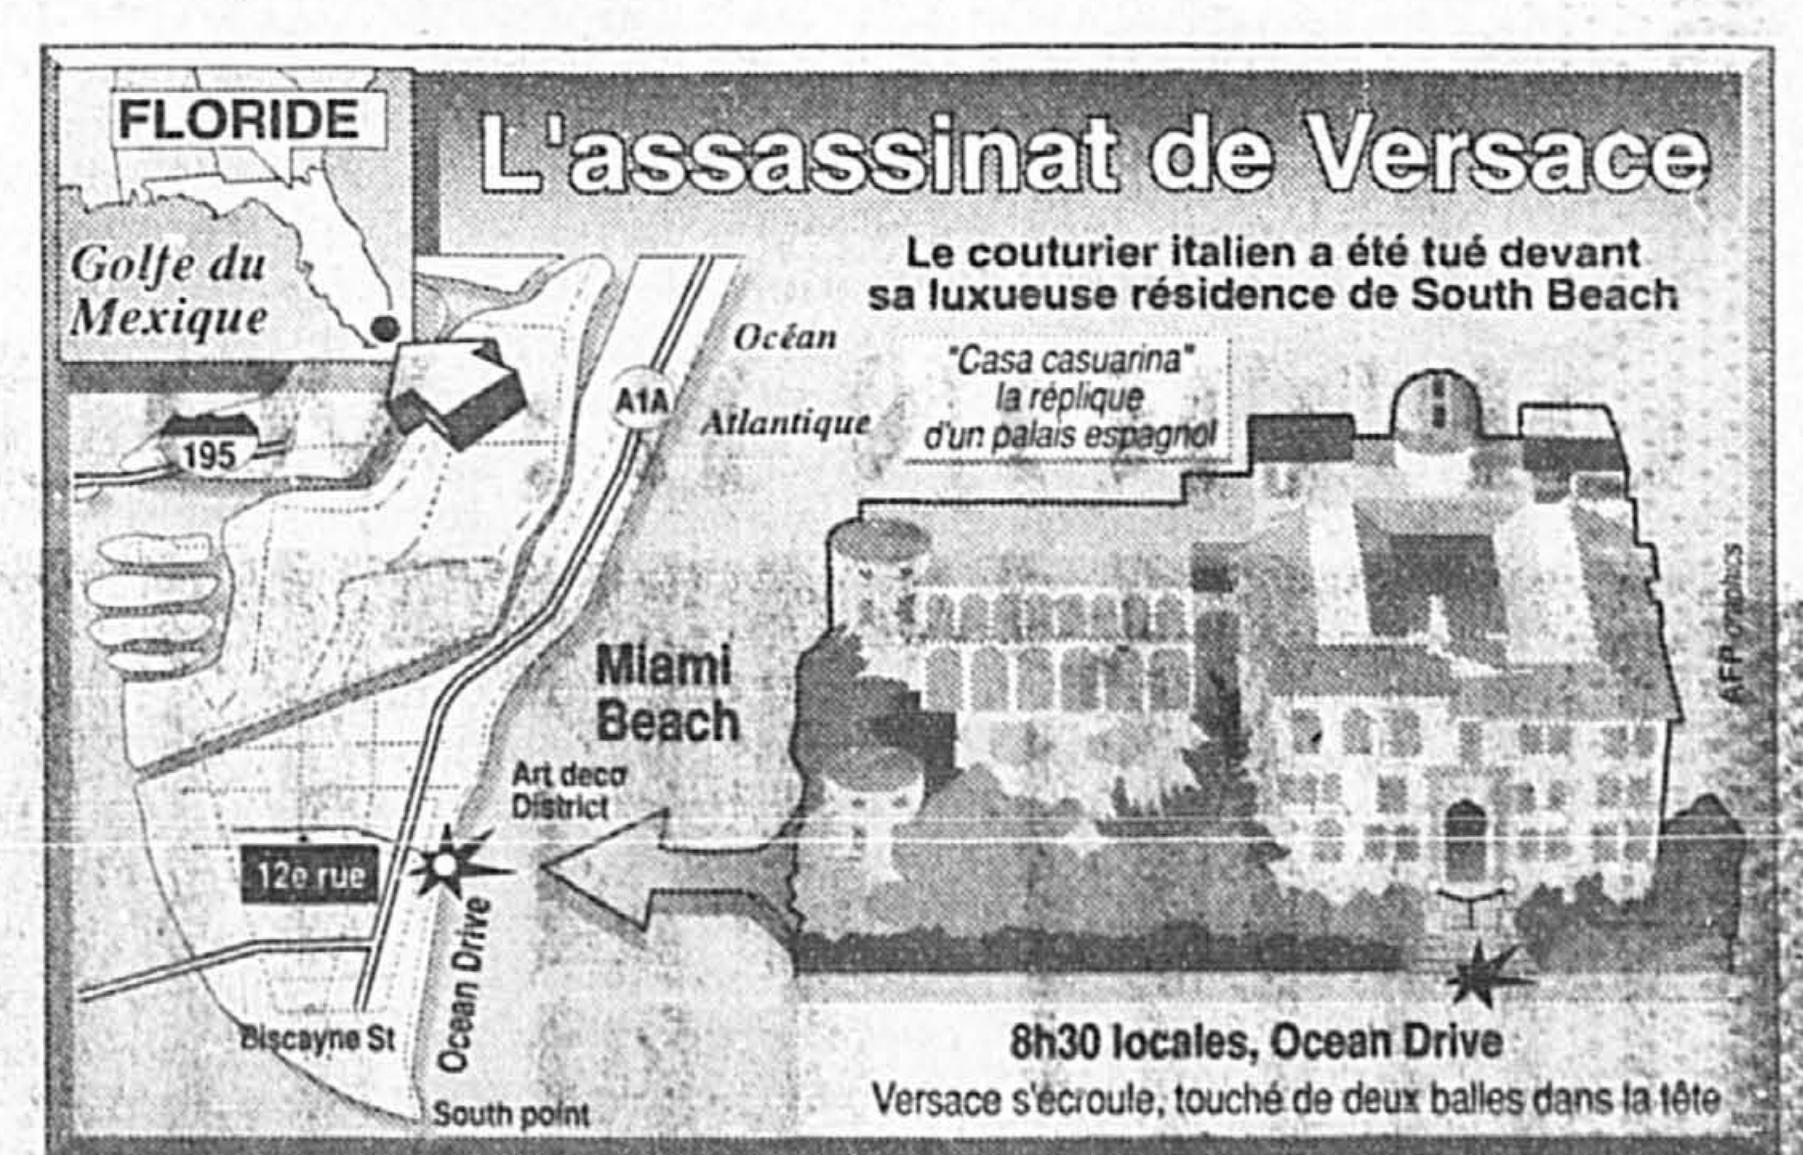 FLORIDE
Golfe du
Mexique
L'assassinat de Versace
Le couturier italien a été tué devant
sa luxueuse résidence de South Beach
Océan
Atlantique
"Casa casuarina"
la réplique
d'un palais espagnol
A1A
195
Miami
Beach
Art deco
District
12e rue
Ocean Drive
Biscayne St
South point
AFP graphics
8h30 locales, Ocean Drive
Versace s'écroule, touché de deux balles dans la tête